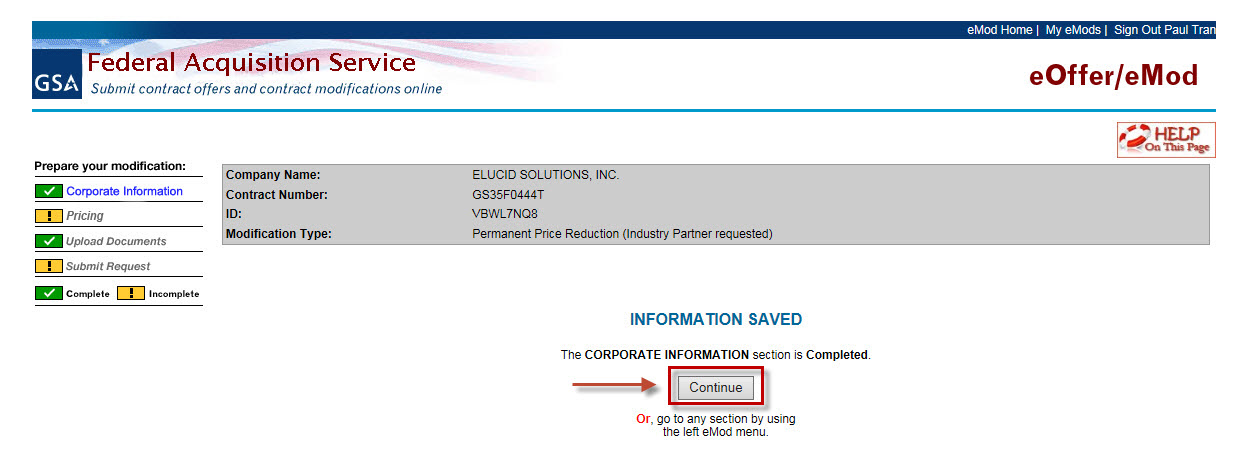 eMod Home | My eMods | Sign Out Paul Tran
GSA
Federal Acquisition Service
Submit contract offers and contract modifications online
eOffer/eMod
HELP
On This Page
Prepare your modification:
Corporate Information
Pricing
Upload Documents
Submit Request
Complete ! Incomplete
Company Name: ELUCID SOLUTIONS, INC.
Contract Number: GS35F0444T
ID: VBWL7NQ8
Modification Type: Permanent Price Reduction (Industry Partner requested)
INFORMATION SAVED
The CORPORATE INFORMATION section is Completed.
Continue
Or, go to any section by using
the left eMod menu.